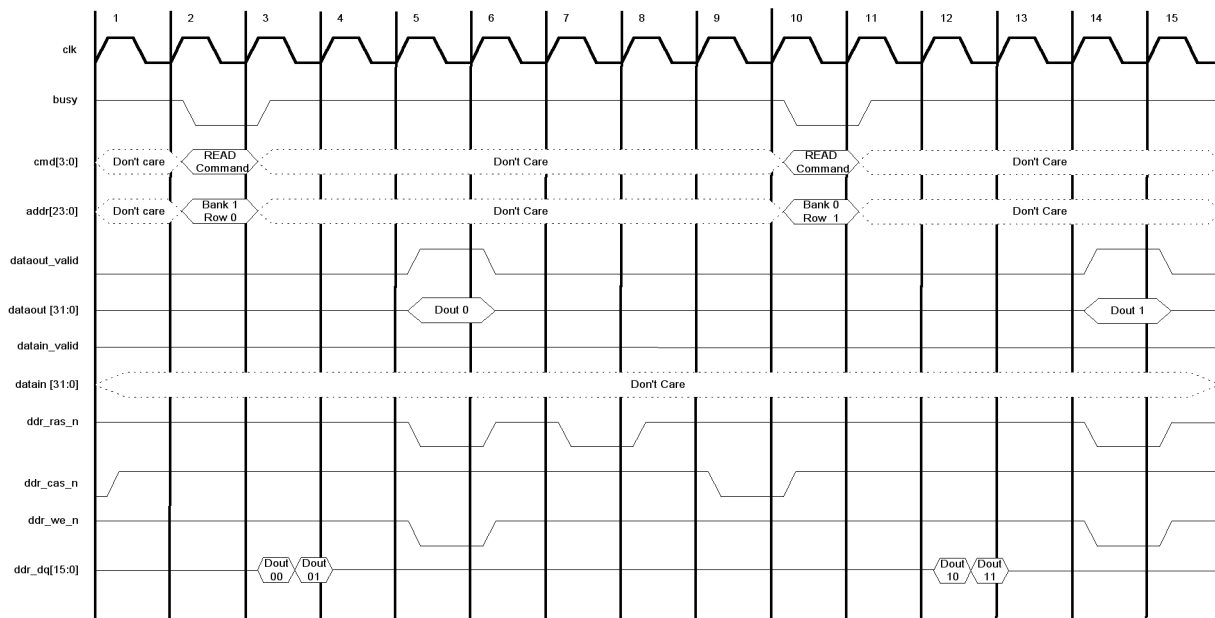 1 2 3 4 5 6 7 8 9 10 11 12 13 14 15
clk
busy
cmd[3:0] Don't care READ Don't Care READ Don't Care
Command Command
addr[23:0] Don't care Bank 1 Don't Care Bank 0 Don't Care
Row 0 Row 1
dataout_valid
dataout [31:0] Dout 0 Dout 1
datain_valid
datain [31:0] Don't Care
ddr_ras_n
ddr_cas_n
ddr_we_n
ddr_dq[15:0] Dout Dout Dout Dout
00 01 10 11